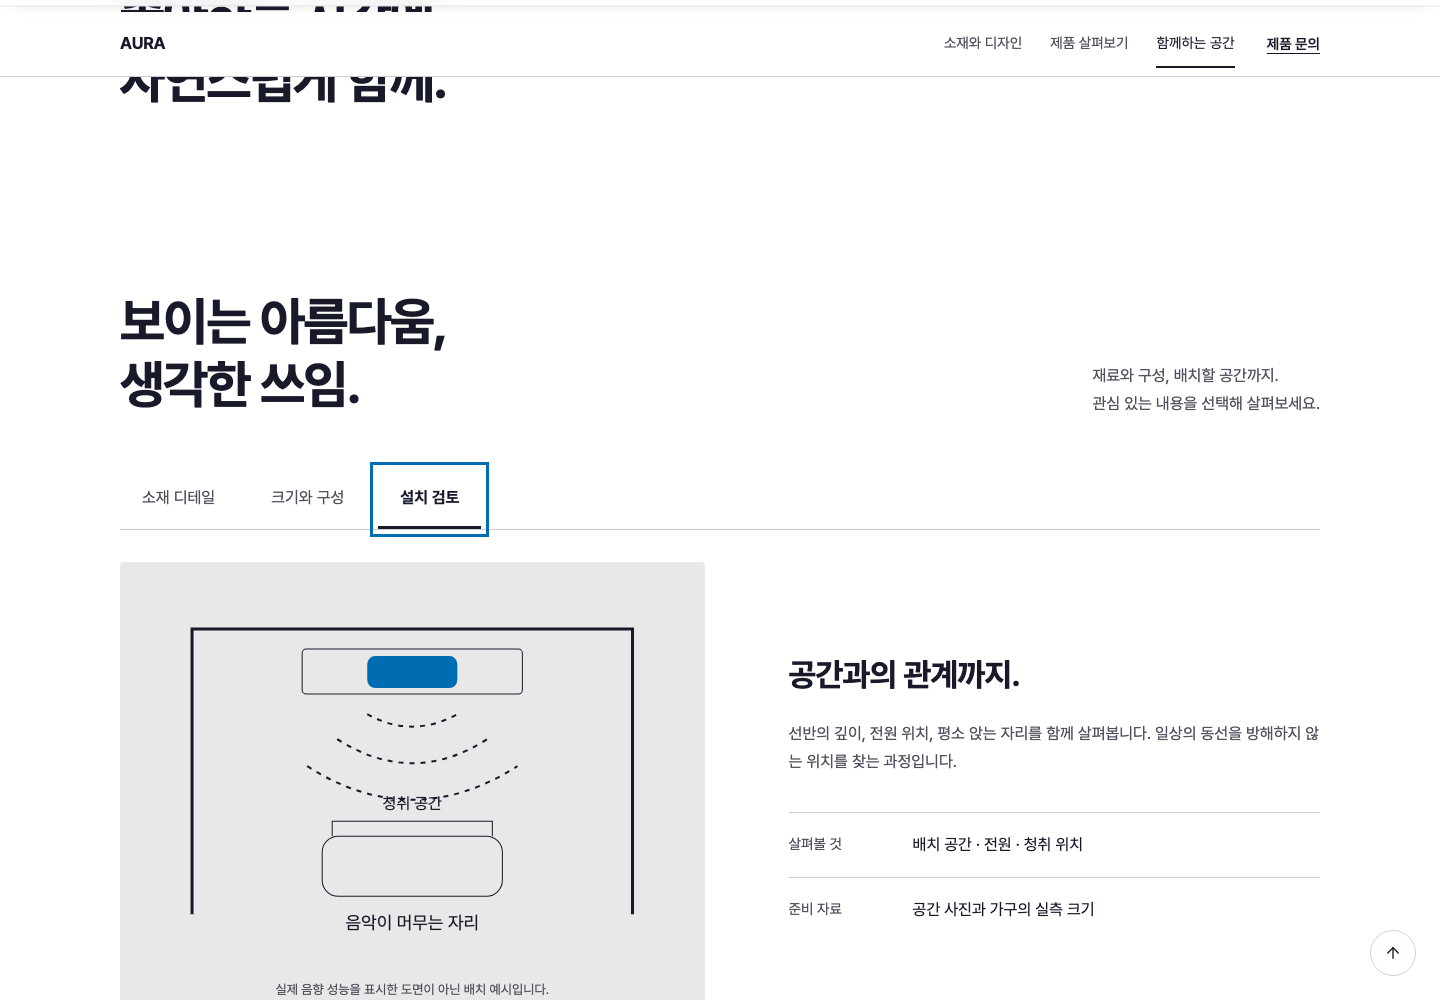 AURA
소재와 디자인
제품 살펴보기
함께하는 공간
제품 문의
자연스럽게 함께.
보이는 아름다움,
생각한 쓰임.
재료와 구성, 배치할 공간까지.
관심 있는 내용을 선택해 살펴보세요.
소재 디테일
크기와 구성
설치 검토
청취 공간
음악이 머무는 자리
실제 음향 성능을 표시한 도면이 아닌 배치 예시입니다.
공간과의 관계까지.
선반의 깊이, 전원 위치, 평소 앉는 자리를 함께 살펴봅니다. 일상의 동선을 방해하지 않
는 위치를 찾는 과정입니다.
살펴볼 것
배치 공간 · 전원 · 청취 위치
준비 자료
공간 사진과 가구의 실측 크기